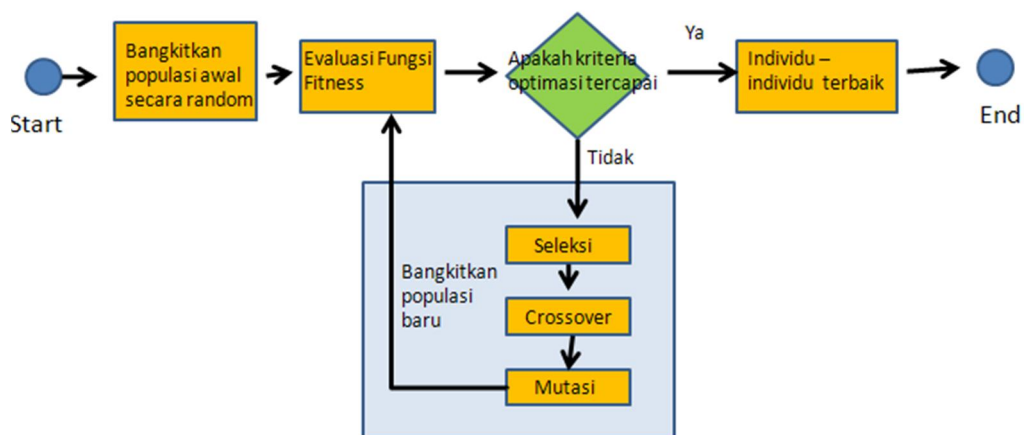 Start
Bangkitkan
populasi awal
secara random
Evaluasi Fungsi
Fitness
Apakah kriteria
optimasi tercapai
Ya
Individu –
individu terbaik
End
Tidak
Seleksi
Crossover
Mutasi
Bangkitkan
populasi
baru